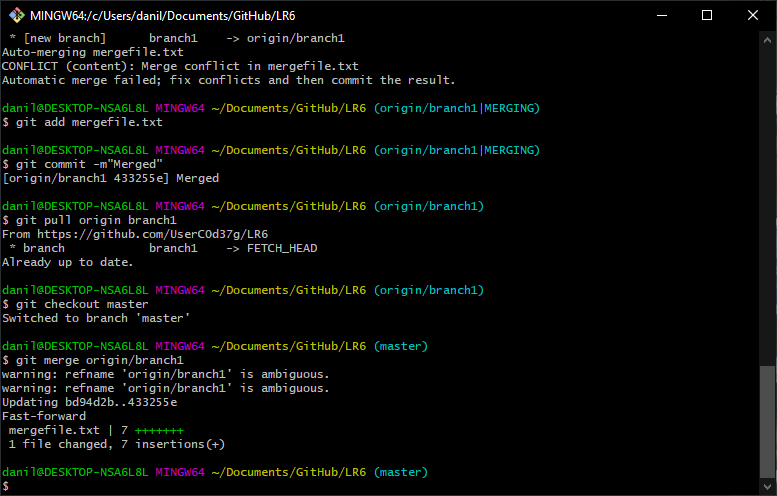 MINGW64:/c/Users/danil/Documents/GitHub/LR6
 * [new branch]      branch1    -> origin/branch1
Auto-merging mergefile.txt
CONFLICT (content): Merge conflict in mergefile.txt
Automatic merge failed; fix conflicts and then commit the result.
danil@DESKTOP-NSA6L8L MINGW64 ~/Documents/GitHub/LR6 (origin/branch1|MERGING)
$ git add mergefile.txt
danil@DESKTOP-NSA6L8L MINGW64 ~/Documents/GitHub/LR6 (origin/branch1|MERGING)
$ git commit -m"Merged"
[origin/branch1 433255e] Merged
danil@DESKTOP-NSA6L8L MINGW64 ~/Documents/GitHub/LR6 (origin/branch1)
$ git pull origin branch1
From https://github.com/UserC0d37g/LR6
 * branch            branch1    -> FETCH_HEAD
Already up to date.
danil@DESKTOP-NSA6L8L MINGW64 ~/Documents/GitHub/LR6 (origin/branch1)
$ git checkout master
Switched to branch 'master'
danil@DESKTOP-NSA6L8L MINGW64 ~/Documents/GitHub/LR6 (master)
$ git merge origin/branch1
warning: refname 'origin/branch1' is ambiguous.
warning: refname 'origin/branch1' is ambiguous.
Updating bd94d2b..433255e
Fast-forward
 mergefile.txt | 7 +++++++
 1 file changed, 7 insertions(+)
danil@DESKTOP-NSA6L8L MINGW64 ~/Documents/GitHub/LR6 (master)
$